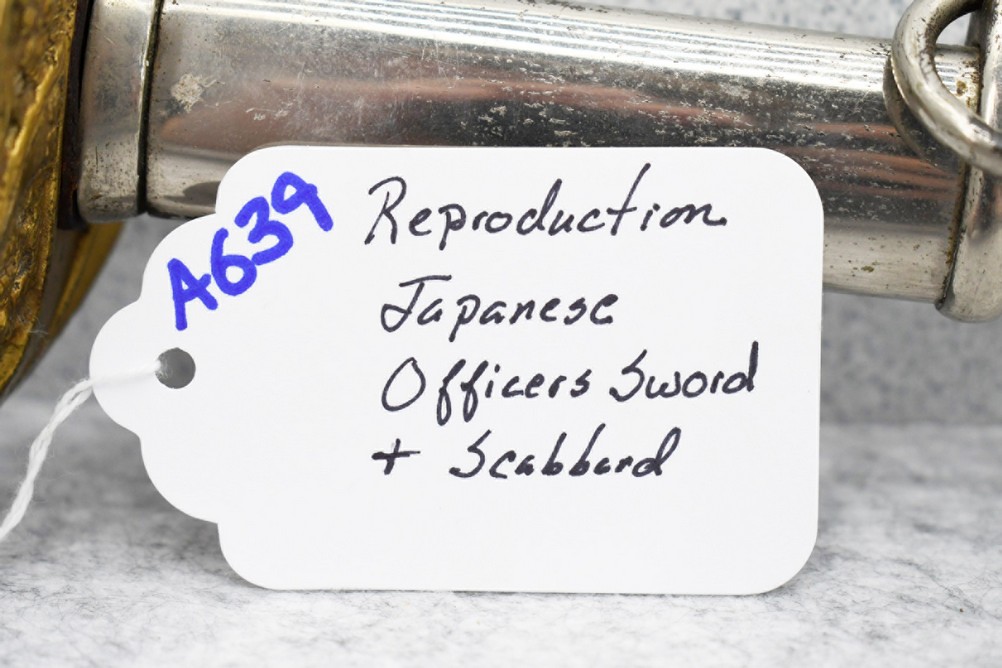 A639
Reproduction
Japanese
Officers Sword
+ Scabbard